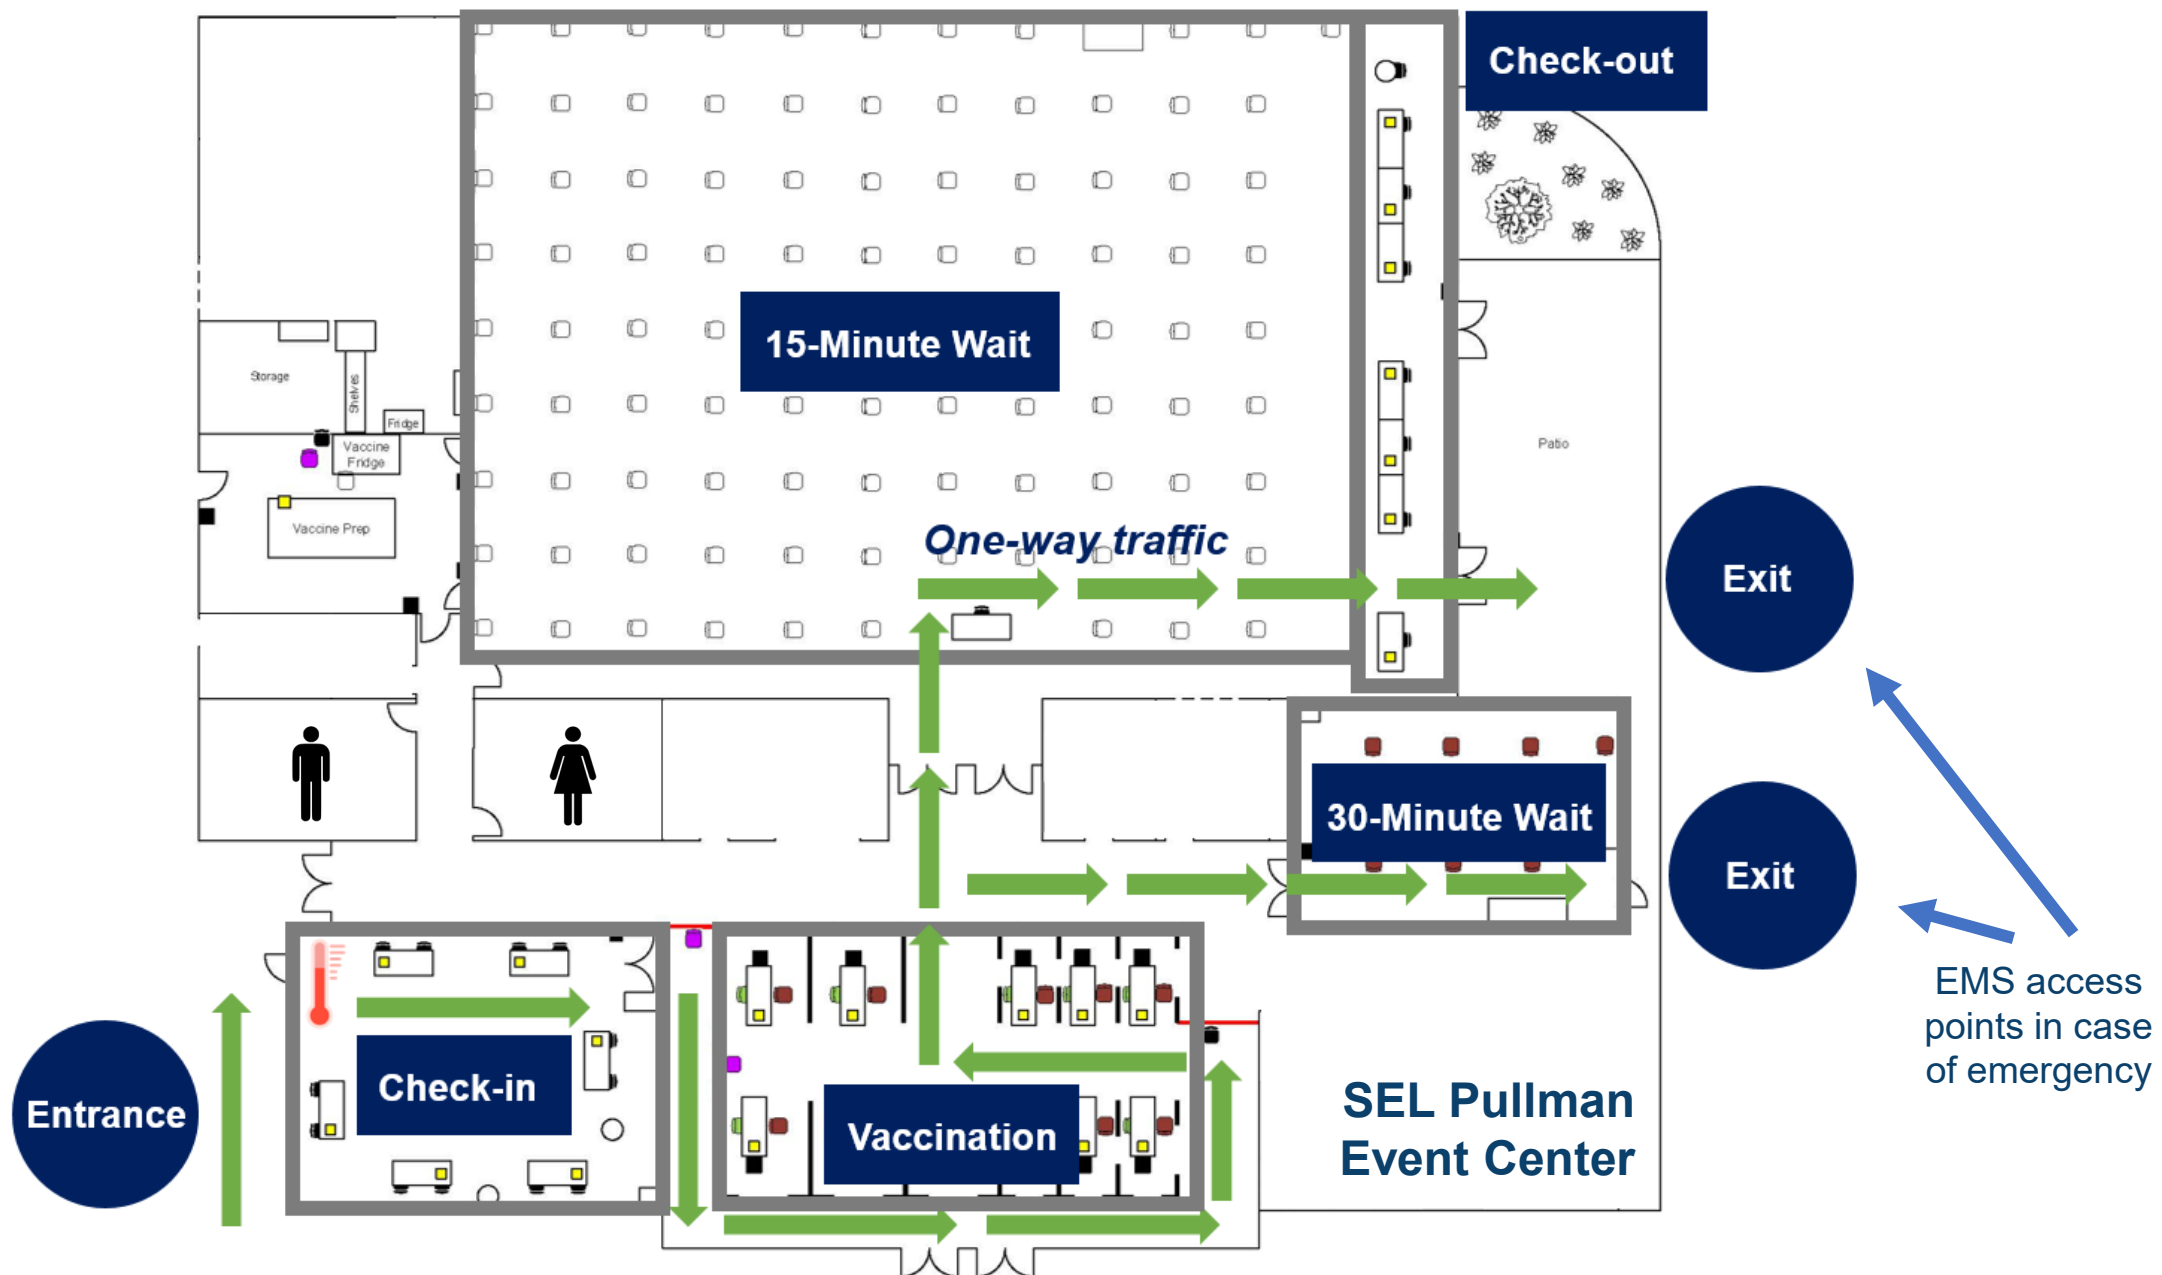 Check-out
15-Minute Wait
Storage
Shelves
Fridge
Vaccine
Fridge
Vaccine Prep
One-way traffic
Patio
Exit
30-Minute Wait
Exit
EMS access
points in case
of emergency
Entrance
Check-in
Vaccination
SEL Pullman
Event Center